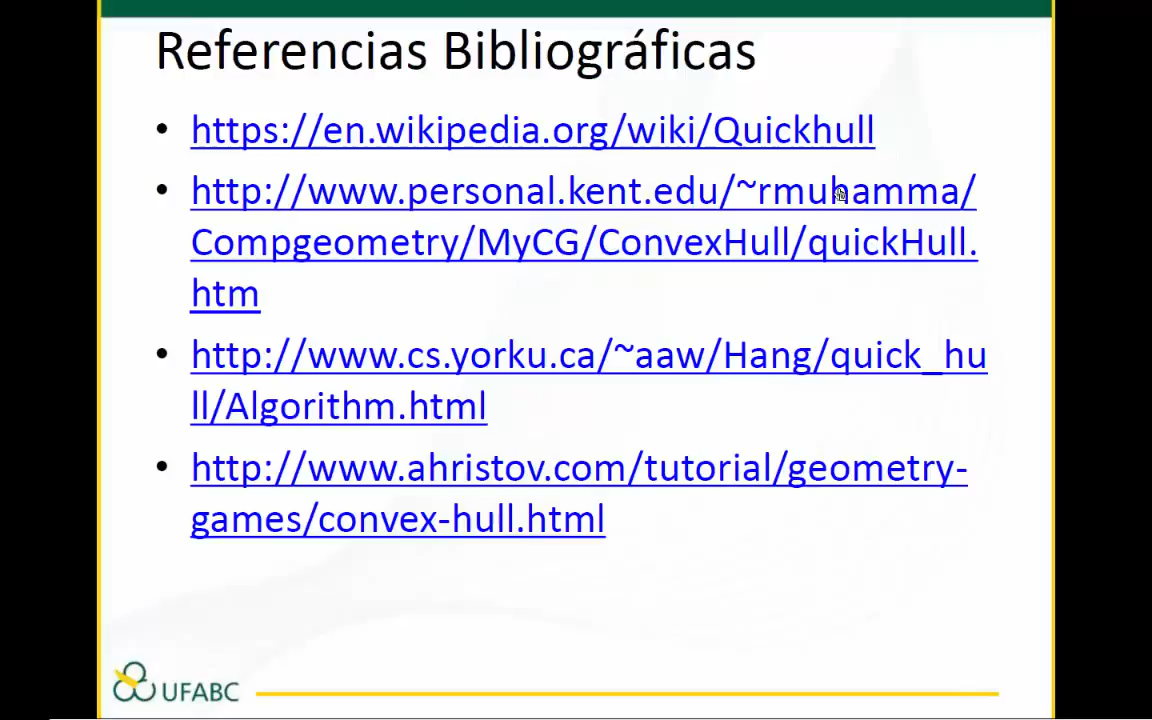 Referencias Bibliográficas
• https://en.wikipedia.org/wiki/Quickhull
• http://www.personal.kent.edu/~rmuhamma/
Compgeometry/MyCG/ConvexHull/quickHull.
htm
• http://www.cs.yorku.ca/~aaw/Hang/quick_hu
ll/Algorithm.html
• http://www.ahristov.com/tutorial/geometry-
games/convex-hull.html
UFABC